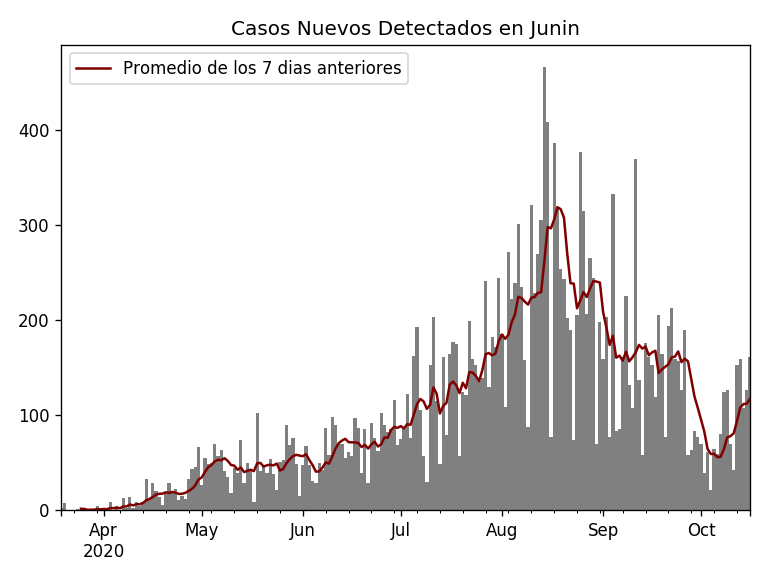 Casos Nuevos Detectados en Junin
Promedio de los 7 dias anteriores
400
300
200
100
0
Apr May Jun Jul Aug Sep Oct
2020